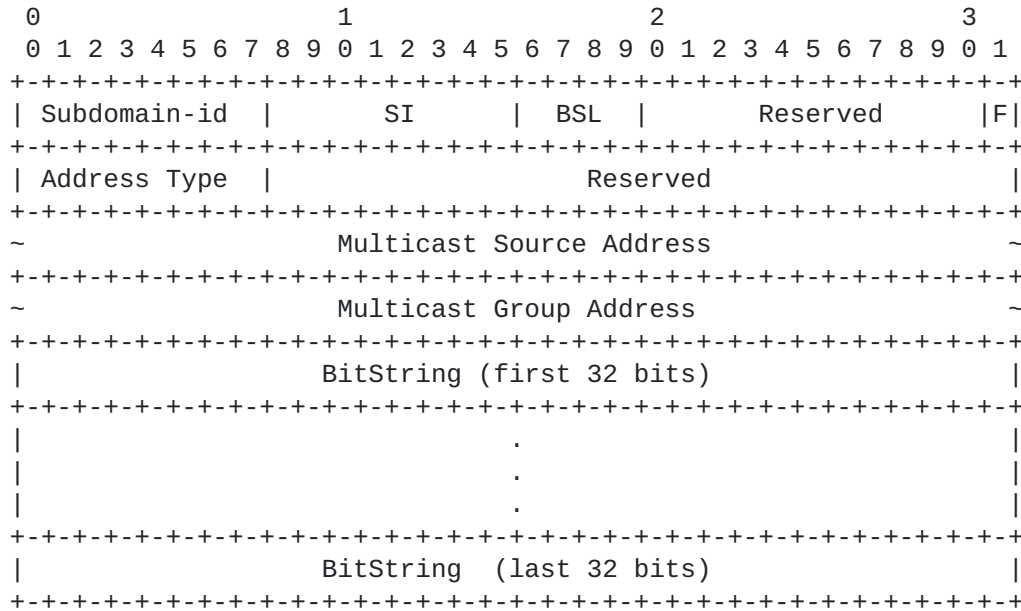 0                   1                   2                   3
 0 1 2 3 4 5 6 7 8 9 0 1 2 3 4 5 6 7 8 9 0 1 2 3 4 5 6 7 8 9 0 1
+-+-+-+-+-+-+-+-+-+-+-+-+-+-+-+-+-+-+-+-+-+-+-+-+-+-+-+-+-+-+-+-+
| Subdomain-id  |       SI      |  BSL  |       Reserved      |F|
+-+-+-+-+-+-+-+-+-+-+-+-+-+-+-+-+-+-+-+-+-+-+-+-+-+-+-+-+-+-+-+-+
| Address Type  |                    Reserved                   |
+-+-+-+-+-+-+-+-+-+-+-+-+-+-+-+-+-+-+-+-+-+-+-+-+-+-+-+-+-+-+-+-+
~                    Multicast Source Address                   ~
+-+-+-+-+-+-+-+-+-+-+-+-+-+-+-+-+-+-+-+-+-+-+-+-+-+-+-+-+-+-+-+-+
~                    Multicast Group Address                    ~
+-+-+-+-+-+-+-+-+-+-+-+-+-+-+-+-+-+-+-+-+-+-+-+-+-+-+-+-+-+-+-+-+
|                   BitString (first 32 bits)                   |
+-+-+-+-+-+-+-+-+-+-+-+-+-+-+-+-+-+-+-+-+-+-+-+-+-+-+-+-+-+-+-+-+
|                               .                               |
|                               .                               |
|                               .                               |
+-+-+-+-+-+-+-+-+-+-+-+-+-+-+-+-+-+-+-+-+-+-+-+-+-+-+-+-+-+-+-+-+
|                   BitString  (last 32 bits)                   |
+-+-+-+-+-+-+-+-+-+-+-+-+-+-+-+-+-+-+-+-+-+-+-+-+-+-+-+-+-+-+-+-+